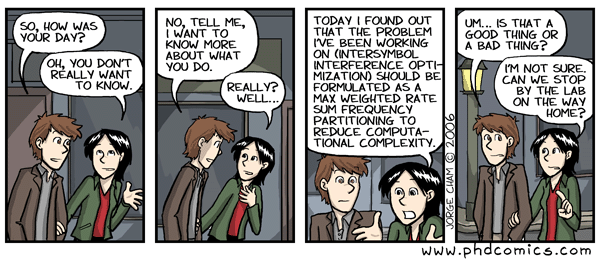 SO, HOW WAS
YOUR DAY?
OH, YOU DON'T
REALLY WANT
TO KNOW.
NO, TELL ME,
I WANT TO
KNOW MORE
ABOUT WHAT
YOU DO.
REALLY?
WELL...
TODAY I FOUND OUT
THAT THE PROBLEM
I'VE BEEN WORKING
ON (INTERSYMBOL
INTERFERENCE OPTI-
MIZATION) SHOULD BE
FORMULATED AS A
MAX WEIGHTED RATE
SUM FREQUENCY
PARTITIONING TO
REDUCE COMPUTA-
TIONAL COMPLEXITY.
JORGE CHAM © 2006
UM... IS THAT A
GOOD THING OR
A BAD THING?
I'M NOT SURE.
CAN WE STOP
BY THE LAB
ON THE WAY
HOME?
www.phdcomics.com